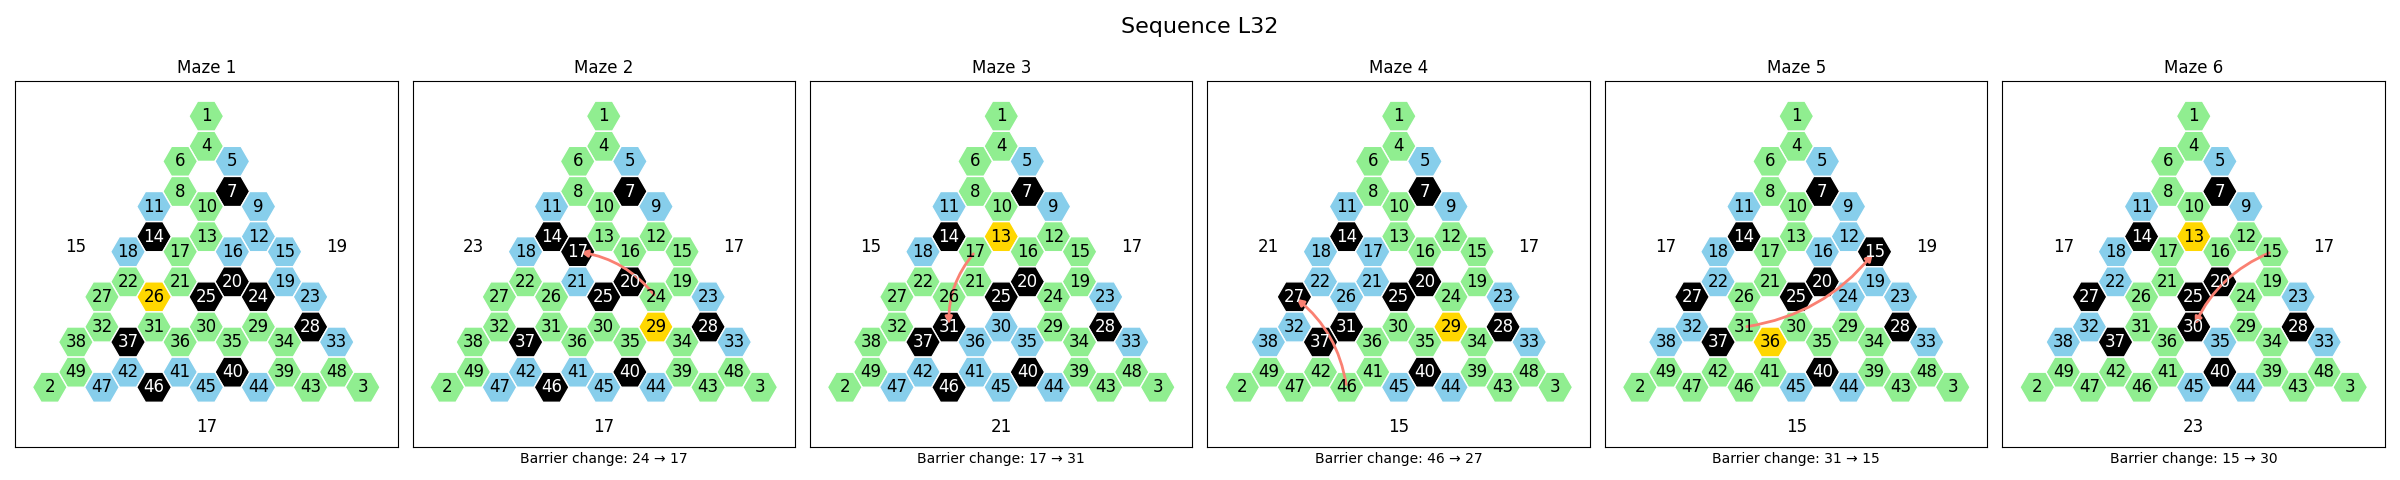 Sequence L32
Maze 1
1
4
6 5
8 7
11 10 9
14 13 12
15 18 17 16 15 19
22 21 20 19
27 26 25 24 23
32 31 30 29 28
38 37 36 35 34 33
49 42 41 40 39 48
2 47 46 45 44 43 3
17
Maze 2
1
4
6 5
8 7
11 10 9
14 13 12
23 18 17 16 15 17
22 21 20 19
27 26 25 24 23
32 31 30 29 28
38 37 36 35 34 33
49 42 41 40 39 48
2 47 46 45 44 43 3
17
Barrier change: 24 → 17
Maze 3
1
4
6 5
8 7
11 10 9
14 13 12
15 18 17 16 15 17
22 21 20 19
27 26 25 24 23
32 31 30 29 28
38 37 36 35 34 33
49 42 41 40 39 48
2 47 46 45 44 43 3
21
Barrier change: 17 → 31
Maze 4
1
4
6 5
8 7
11 10 9
14 13 12
21 18 17 16 15 17
22 21 20 19
27 26 25 24 23
32 31 30 29 28
38 37 36 35 34 33
49 42 41 40 39 48
2 47 46 45 44 43 3
15
Barrier change: 46 → 27
Maze 5
1
4
6 5
8 7
11 10 9
14 13 12
17 18 17 16 15 19
22 21 20 19
27 26 25 24 23
32 31 30 29 28
38 37 36 35 34 33
49 42 41 40 39 48
2 47 46 45 44 43 3
15
Barrier change: 31 → 15
Maze 6
1
4
6 5
8 7
11 10 9
14 13 12
17 18 17 16 15 17
22 21 20 19
27 26 25 24 23
32 31 30 29 28
38 37 36 35 34 33
49 42 41 40 39 48
2 47 46 45 44 43 3
23
Barrier change: 15 → 30